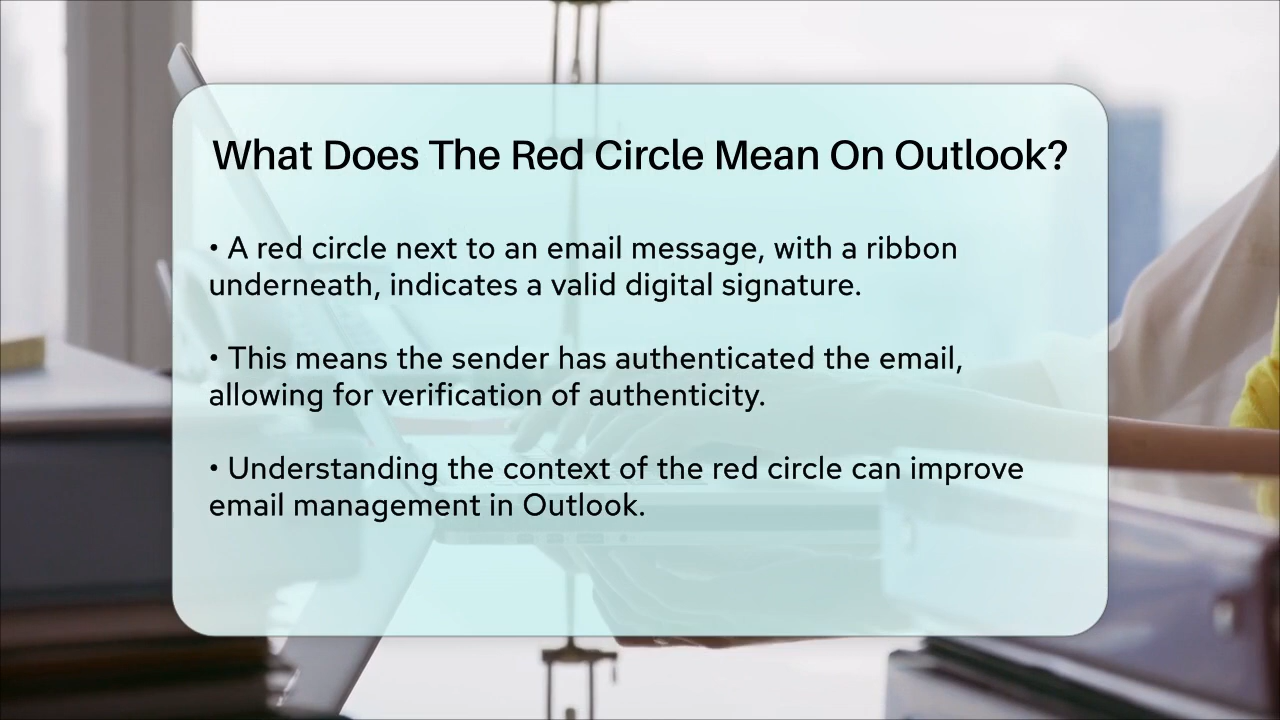 What Does The Red Circle Mean On Outlook?
• A red circle next to an email message, with a ribbon
underneath, indicates a valid digital signature.
• This means the sender has authenticated the email,
allowing for verification of authenticity.
• Understanding the context of the red circle can improve
email management in Outlook.